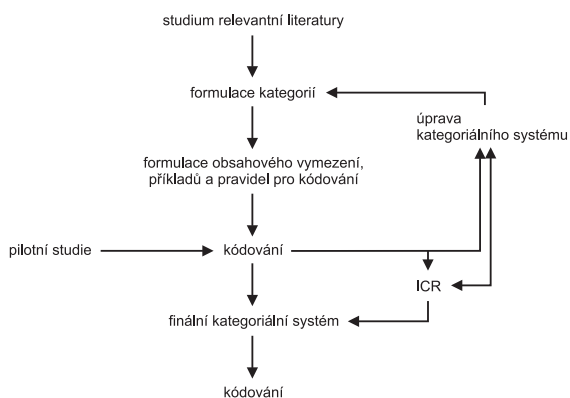 studium relevantní literatury
formulace kategorií
úprava
kategoriálního systému
formulace obsahového vymezení,
příkladů a pravidel pro kódování
pilotní studie
kódování
ICR
finální kategoriální systém
kódování